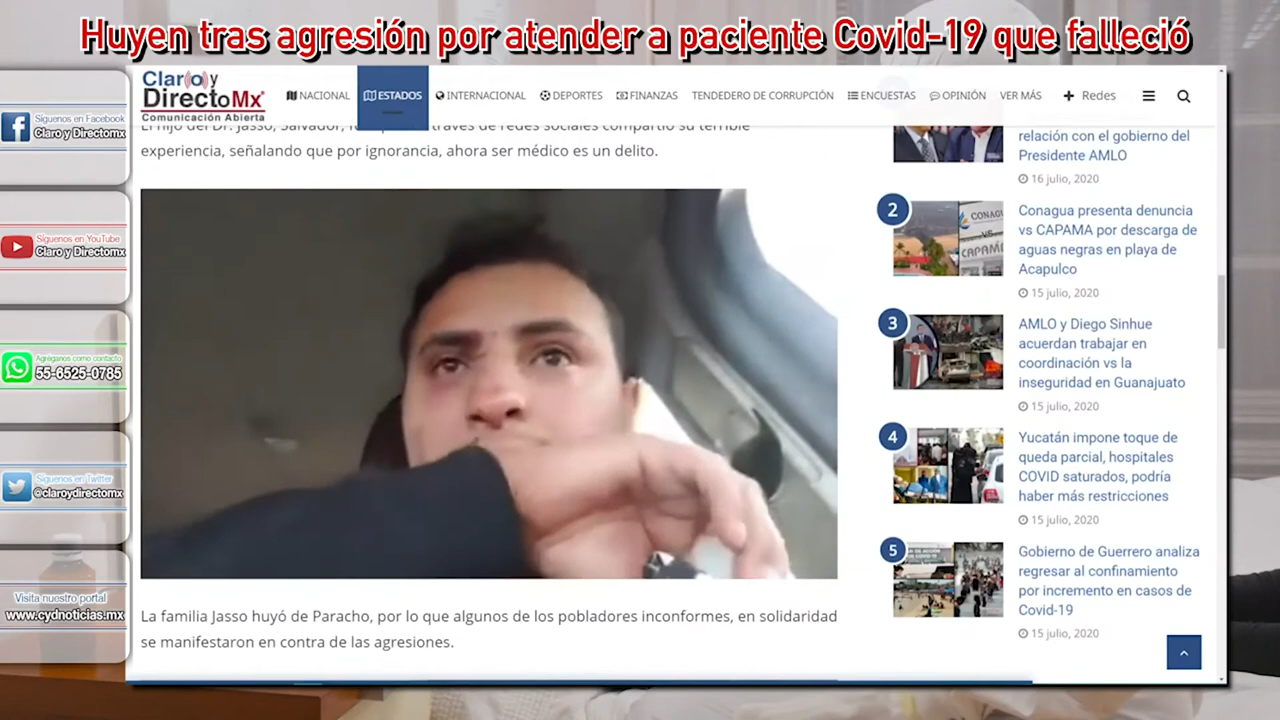 Huyen tras agresión por atender a paciente Covid-19 que falleció
Síguenos en Facebook
Claro y Directomx
Síguenos en YouTube
Claro y Directomx
Agréganos como contacto
55-6525-0785
Síguenos en Twitter
@claroydirectomx
Visita nuestro portal
www.cydnoticias.mx
Claro y
DirectoMx
Comunicación Abierta
NACIONAL
ESTADOS
INTERNACIONAL
DEPORTES
FINANZAS
TENDEDERO DE CORRUPCIÓN
ENCUESTAS
OPINIÓN
VER MÁS
+ Redes
experiencia, señalando que por ignorancia, ahora ser médico es un delito.
La familia Jasso huyó de Paracho, por lo que algunos de los pobladores inconformes, en solidaridad
se manifestaron en contra de las agresiones.
relación con el gobierno del
Presidente AMLO
16 julio, 2020
2
CONAGUA
VS
CAPAMA
Conagua presenta denuncia
vs CAPAMA por descarga de
aguas negras en playa de
Acapulco
15 julio, 2020
3
AMLO y Diego Sinhue
acuerdan trabajar en
coordinación vs la
inseguridad en Guanajuato
15 julio, 2020
4
Yucatán impone toque de
queda parcial, hospitales
COVID saturados, podría
haber más restricciones
15 julio, 2020
5
Gobierno de Guerrero analiza
regresar al confinamiento
por incremento en casos de
Covid-19
15 julio, 2020